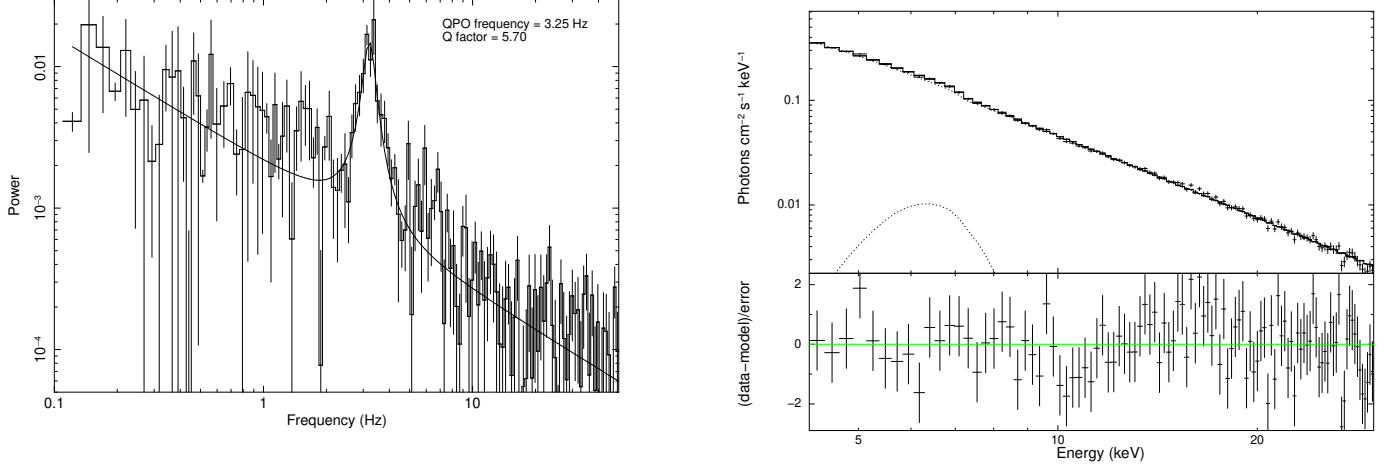 QPO frequency = 3.25 Hz
Q factor = 5.70
Power
0.01
10⁻³
10⁻⁴
0.1
1
10
Frequency (Hz)
Photons cm⁻² s⁻¹ keV⁻¹
0.1
0.01
(data−model)/error
2
0
−2
5
10
20
Energy (keV)